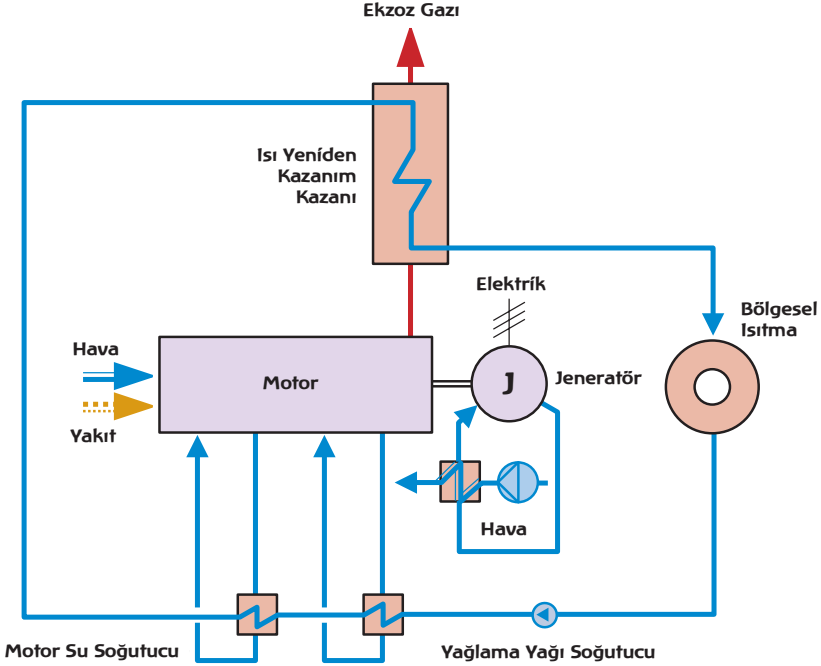 Ekzoz Gazı
Isı Yeniden
Kazanım
Kazanı
Elektrik
Bölgesel
Isıtma
Hava
Motor
J
Jeneratör
Yakıt
Hava
Motor Su Soğutucu
Yağlama Yağı Soğutucu